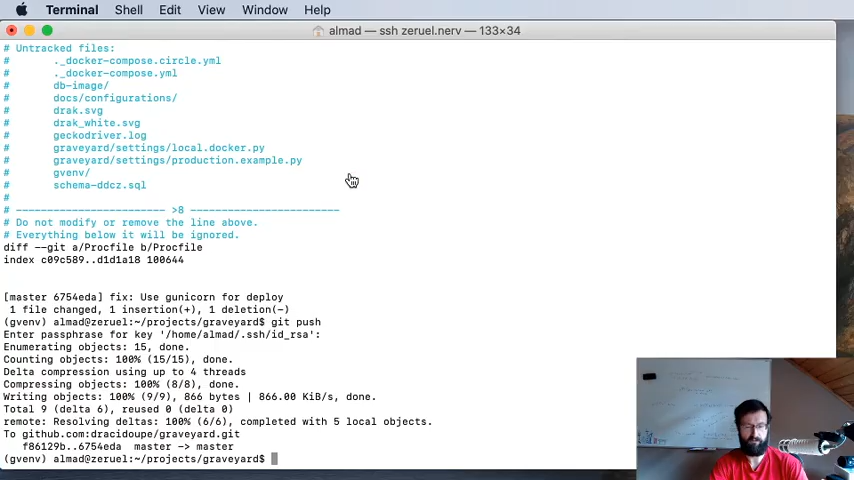 Terminal Shell Edit View Window Help
almad — ssh zeruel.nerv — 133×34
# Untracked files:
#       ._docker-compose.circle.yml
#       ._docker-compose.yml
#       db-image/
#       docs/configurations/
#       drak.svg
#       drak_white.svg
#       geckodriver.log
#       graveyard/settings/local.docker.py
#       graveyard/settings/production.example.py
#       gvenv/
#       schema-ddcz.sql
#
# ------------------------ >8 ------------------------
# Do not modify or remove the line above.
# Everything below it will be ignored.
diff --git a/Procfile b/Procfile
index c09c589..d1d1a18 100644
[master 6754eda] fix: Use gunicorn for deploy
 1 file changed, 1 insertion(+), 1 deletion(-)
(gvenv) almad@zeruel:~/projects/graveyard$ git push
Enter passphrase for key '/home/almad/.ssh/id_rsa':
Enumerating objects: 15, done.
Counting objects: 100% (15/15), done.
Delta compression using up to 4 threads
Compressing objects: 100% (8/8), done.
Writing objects: 100% (9/9), 866 bytes | 866.00 KiB/s, done.
Total 9 (delta 6), reused 0 (delta 0)
remote: Resolving deltas: 100% (6/6), completed with 5 local objects.
To github.com:dracidoupe/graveyard.git
   f86129b..6754eda  master -> master
(gvenv) almad@zeruel:~/projects/graveyard$